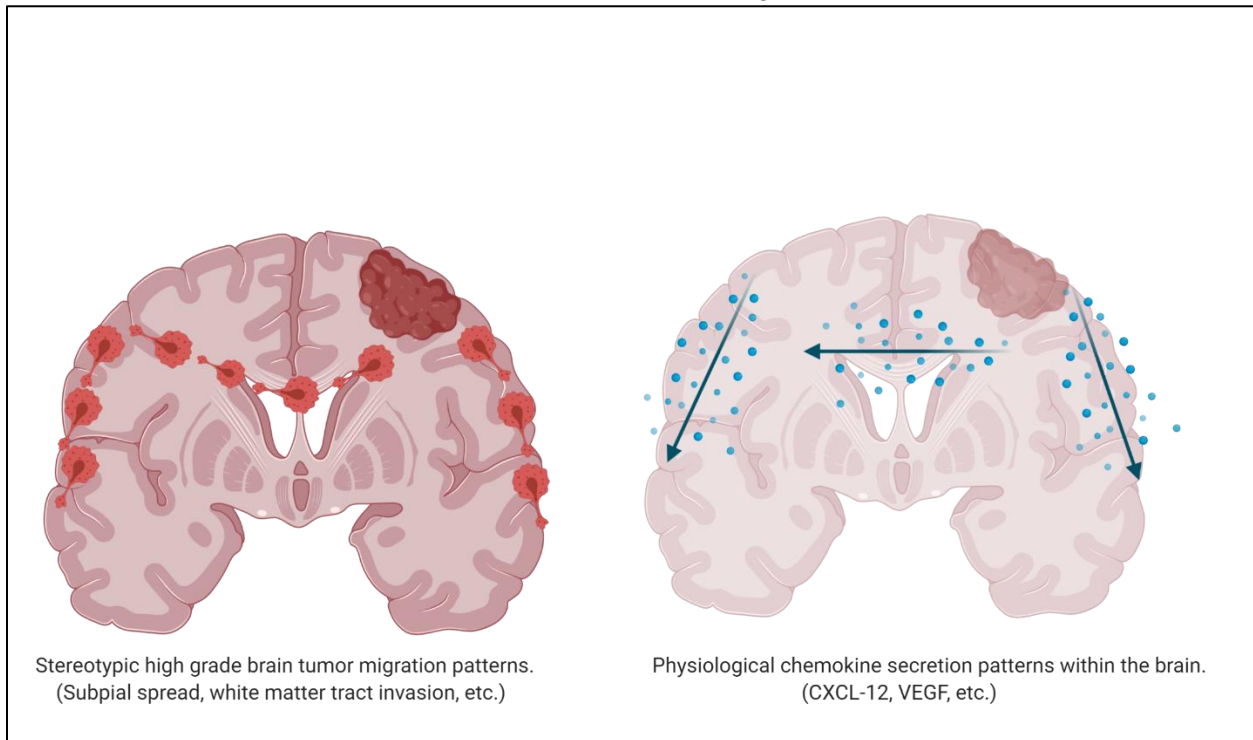 Stereotypic high grade brain tumor migration patterns.
(Subpial spread, white matter tract invasion, etc.)
Physiological chemokine secretion patterns within the brain.
(CXCL-12, VEGF, etc.)